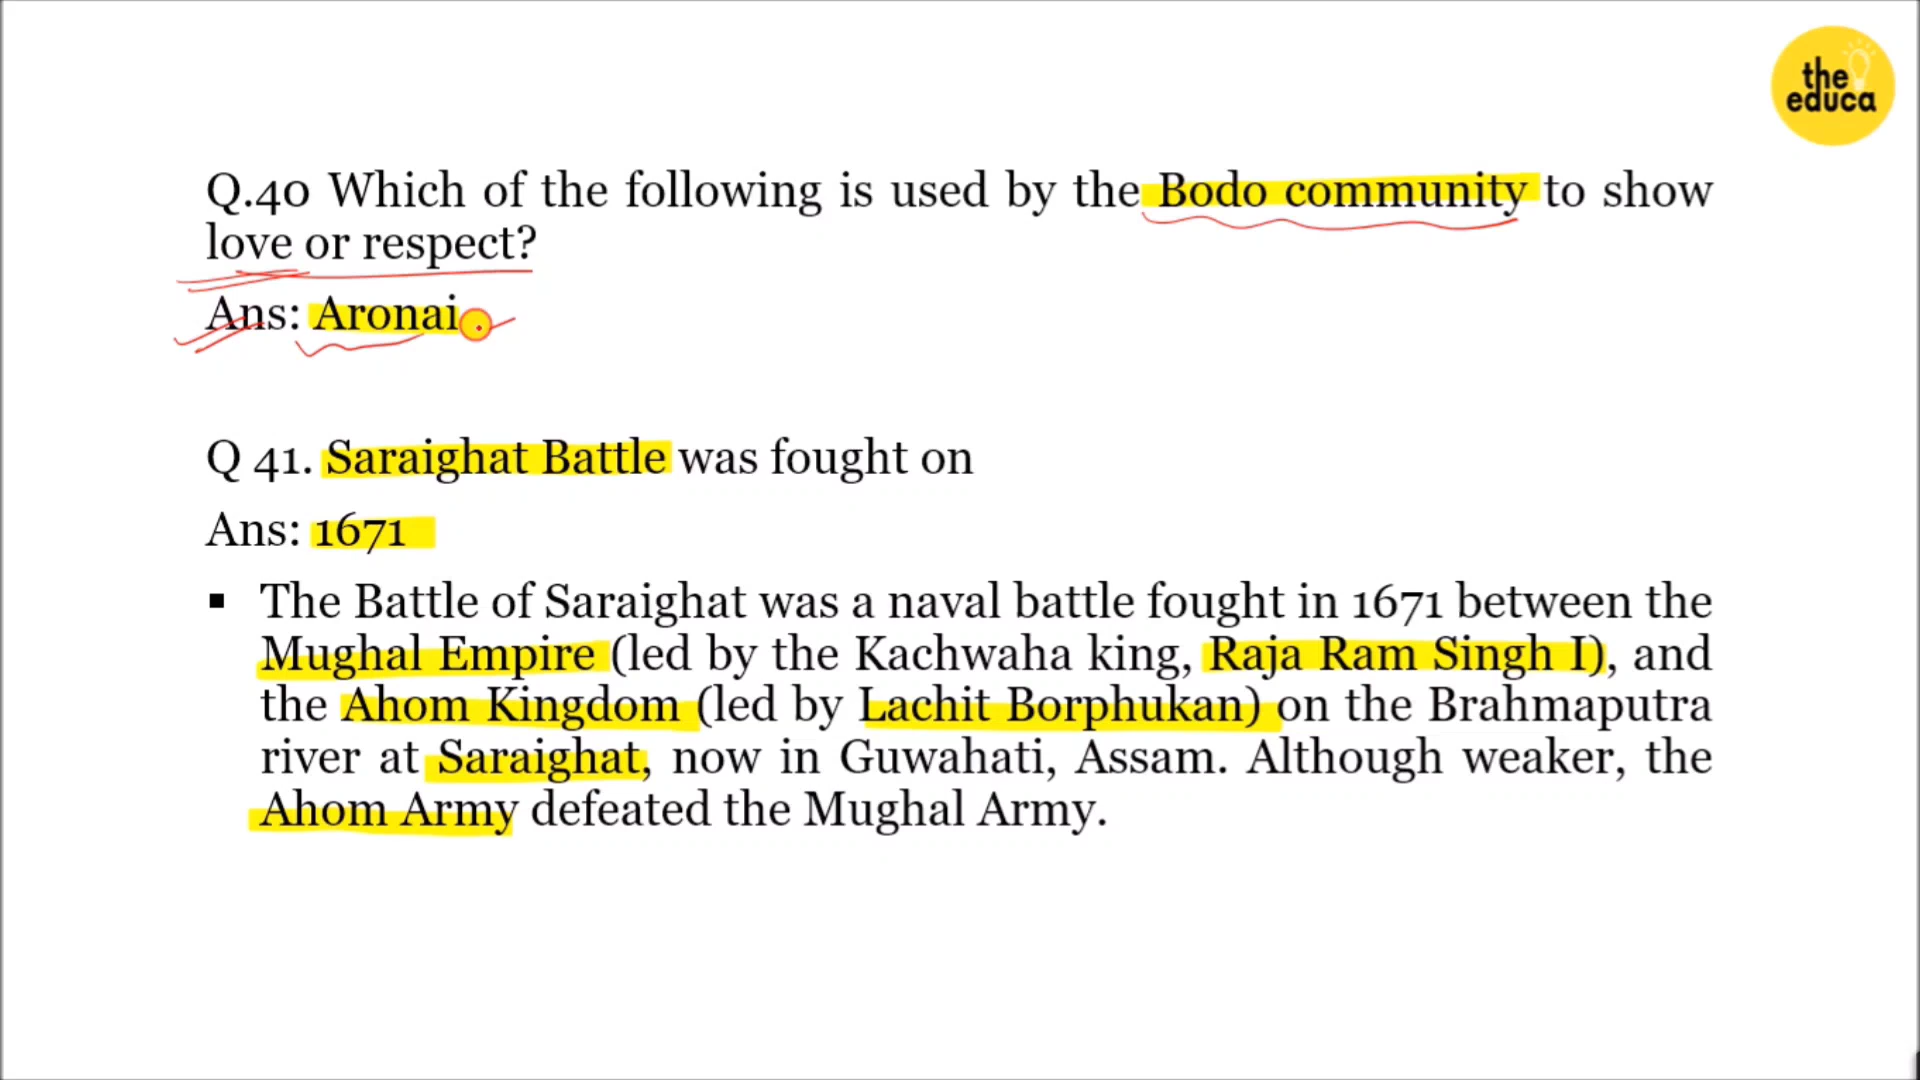 the
educa
Q.40 Which of the following is used by the Bodo community to show
love or respect?
Ans: Aronai
Q 41. Saraighat Battle was fought on
Ans: 1671
▪ The Battle of Saraighat was a naval battle fought in 1671 between the
Mughal Empire (led by the Kachwaha king, Raja Ram Singh I), and
the Ahom Kingdom (led by Lachit Borphukan) on the Brahmaputra
river at Saraighat, now in Guwahati, Assam. Although weaker, the
Ahom Army defeated the Mughal Army.